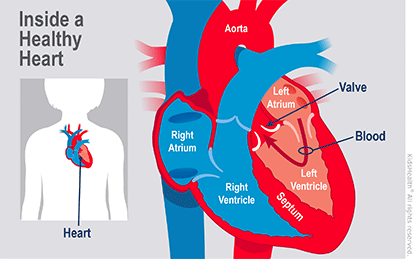 Inside a
Healthy
Heart
Aorta
Left
Atrium
Valve
Blood
Right
Atrium
Left
Ventricle
Right
Ventricle
Septum
Heart
KidsHealth® All rights reserved.